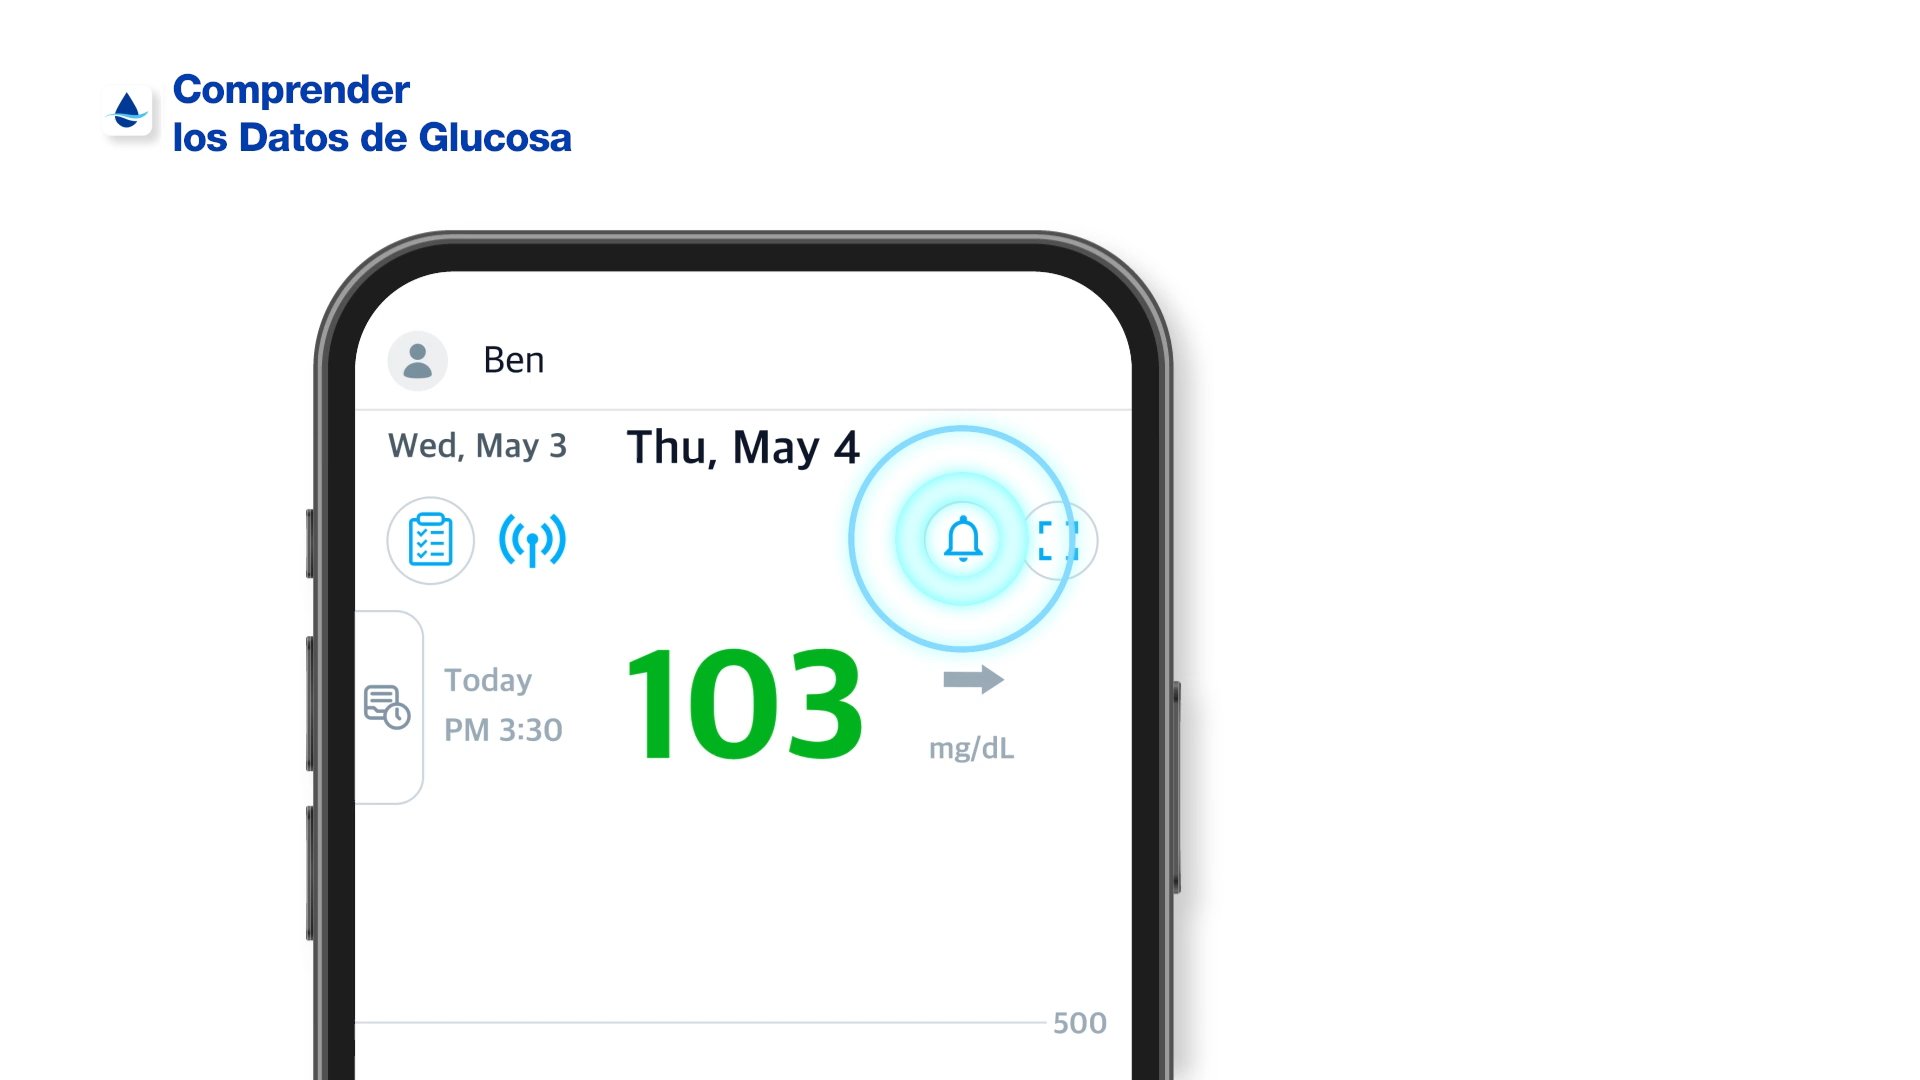 Comprender
los Datos de Glucosa
Ben
Wed, May 3
Thu, May 4
Today
PM 3:30
103
mg/dL
500